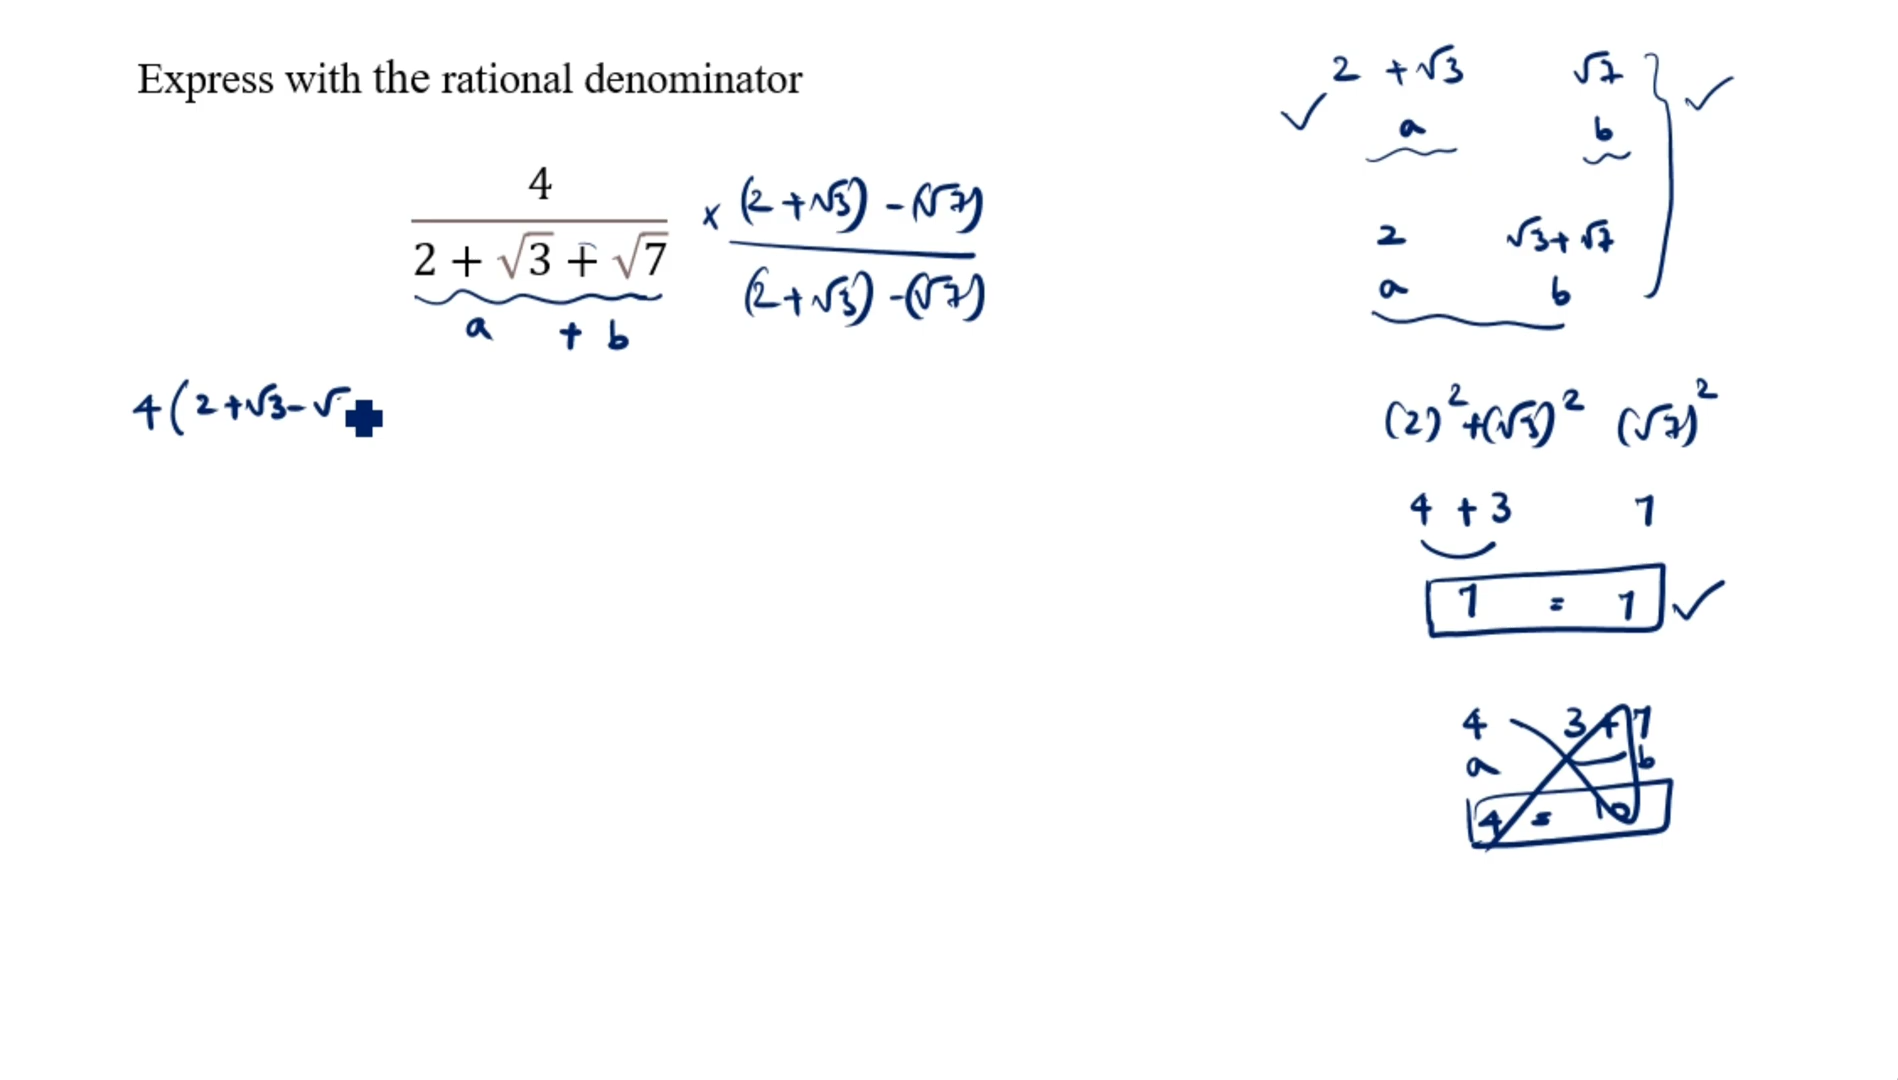 Express with the rational denominator
4
2 + √3 + √7
a + b
× (2 + √3) - (√7)
(2 + √3) - (√7)
4 ( 2 + √3 - √
2 + √3 √7
a b
2 √3 + √7
a b
(2)² + (√3)² (√7)²
4 + 3 7
7 = 7
4 3 + 7
a b
4 = 10